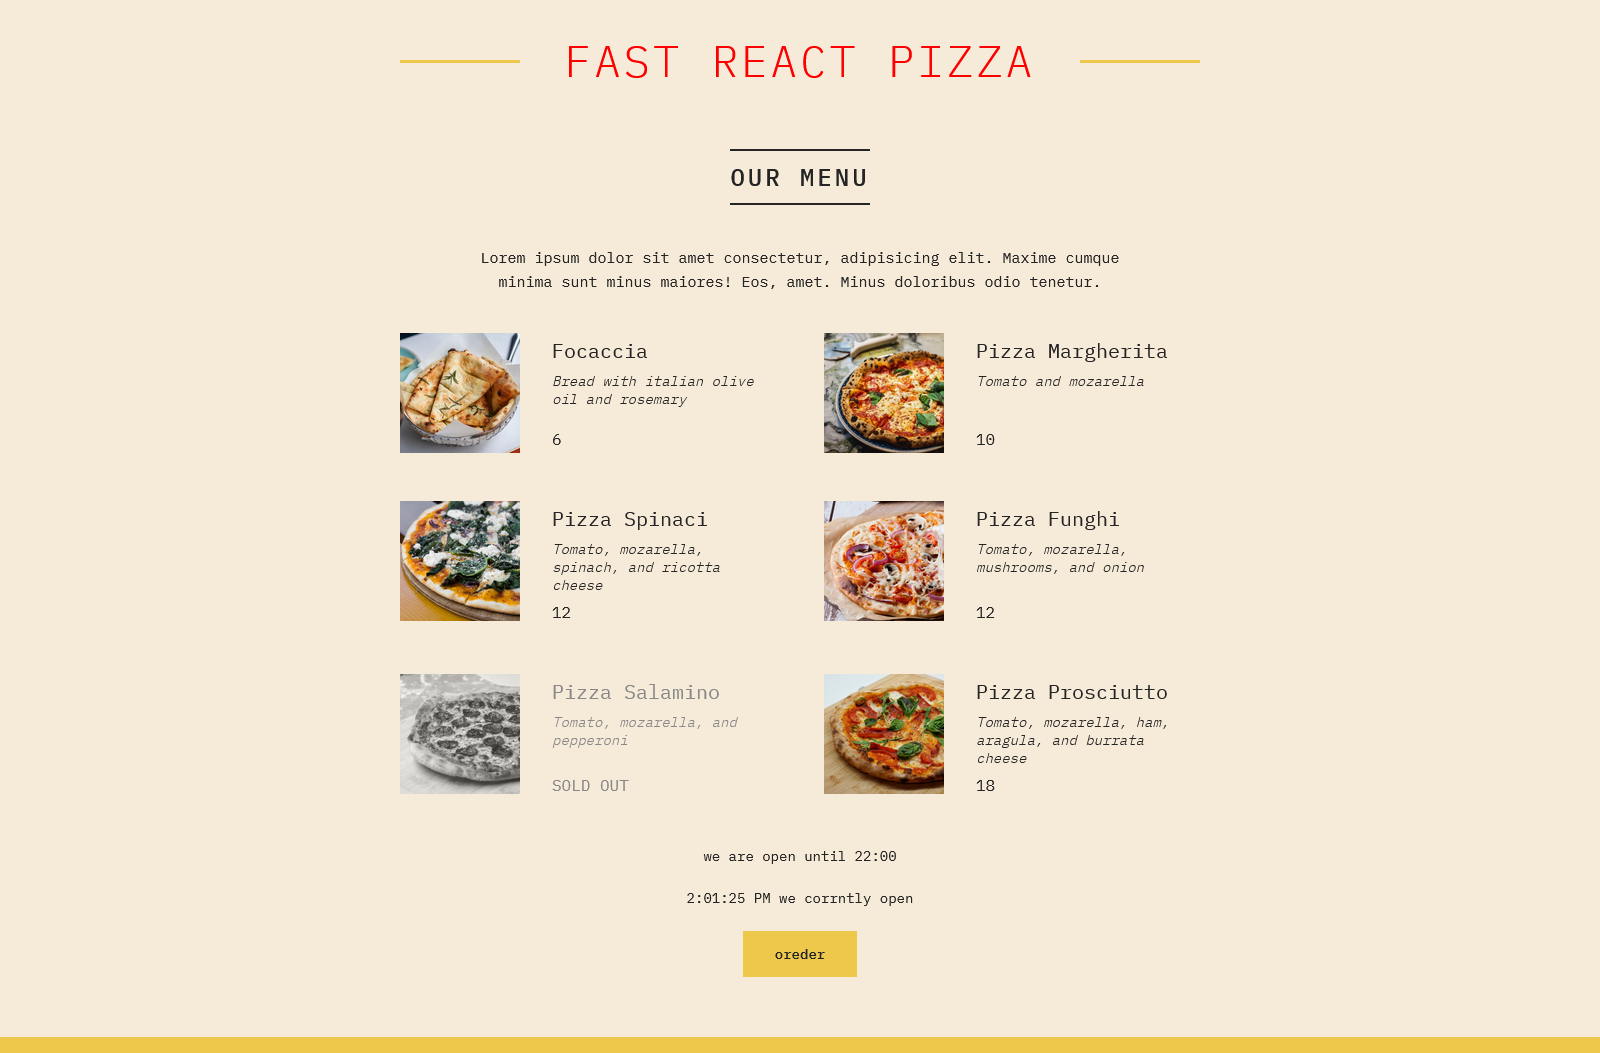 FAST REACT PIZZA
OUR MENU
Lorem ipsum dolor sit amet consectetur, adipisicing elit. Maxime cumque
minima sunt minus maiores! Eos, amet. Minus doloribus odio tenetur.
Focaccia
Bread with italian olive
oil and rosemary
6
Pizza Margherita
Tomato and mozarella
10
Pizza Spinaci
Tomato, mozarella,
spinach, and ricotta
cheese
12
Pizza Funghi
Tomato, mozarella,
mushrooms, and onion
12
Pizza Salamino
Tomato, mozarella, and
pepperoni
SOLD OUT
Pizza Prosciutto
Tomato, mozarella, ham,
aragula, and burrata
cheese
18
we are open until 22:00
2:01:25 PM we corrntly open
oreder